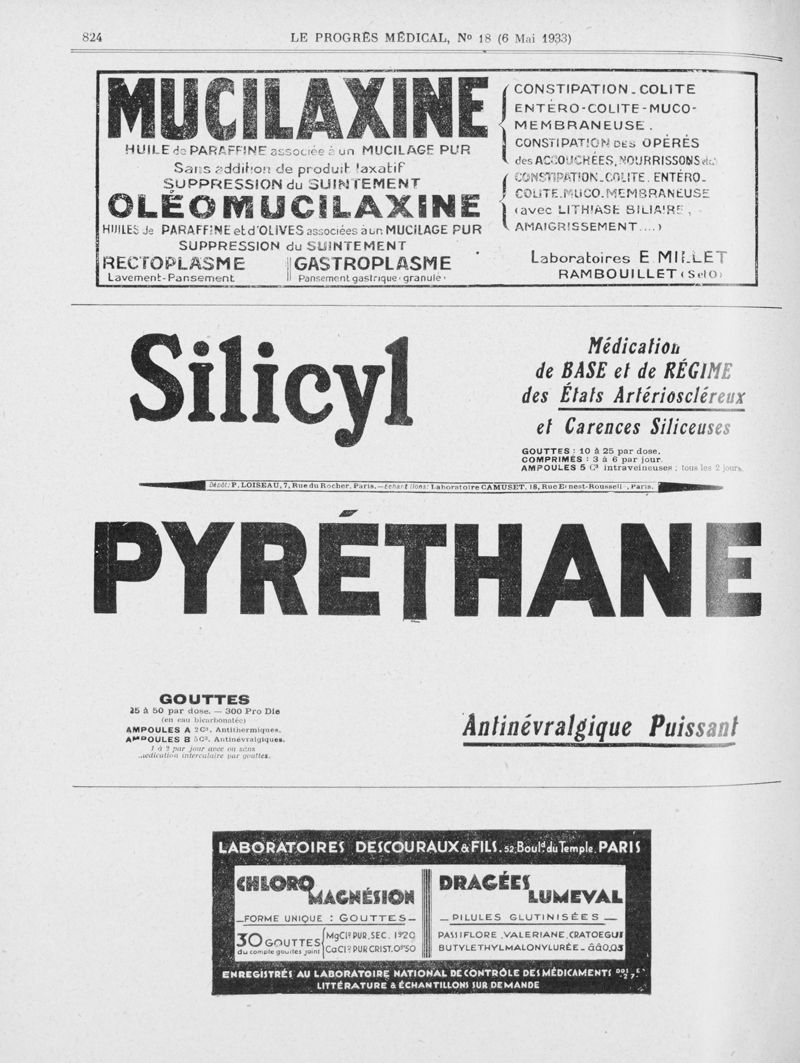 824
LE PROGRÈS MÉDICAL, No 18 (6 Mai 1933)
MUCILAXINE
HUILE de PARAFFINE associée à un MUCILAGE PUR
Sans addition de produit laxatif
SUPPRESSION du SUINTEMENT
CONSTIPATION - COLITE
ENTÉRO-COLITE-MUCO-
MEMBRANEUSE.
CONSTIPATION DES OPÉRÉS
des ACCOUCHÉES, NOURRISSONS etc.
OLÉOMUCILAXINE
HUILES de PARAFFINE et d'OLIVES associées à un MUCILAGE PUR
SUPPRESSION du SUINTEMENT
CONSTIPATION-COLITE. ENTÉRO-
COLITE-MUCO-MEMBRANEUSE
(avec LITHIASE BILIAIRE,
AMAIGRISSEMENT....)
RECTOPLASME
Lavement-Pansement
GASTROPLASME
Pansement gastrique (granulé)
Laboratoires E. MILLET
RAMBOUILLET (S et O)
Silicyl
Médication
de BASE et de RÉGIME
des États Artérioscléreux
et Carences Siliceuses
GOUTTES : 10 à 25 par dose.
COMPRIMÉS : 3 à 6 par jour.
AMPOULES 5 C3 intraveineuses : tous les 2 jours.
Dépôt: P. LOISEAU, 7, Rue du Rocher, Paris. — Échantillons: Laboratoire CAMUSET, 18, Rue Ernest-Rousselle, Paris.
PYRÉTHANE
GOUTTES
25 à 50 par dose. — 300 Pro Die
(en eau bicarbonatée)
AMPOULES A 2C3. Antithermiques.
AMPOULES B 5C3. Antinévralgiques.
1 à 2 par jour avec ou sans
médication intercalaire par gouttes.
Antinévralgique Puissant
LABORATOIRES DESCOURAUX & FILS. 52, Boul.d du Temple. PARIS
CHLORO
MAGNÉSION
—FORME UNIQUE : GOUTTES—
30 GOUTTES
du compte gouttes joint
MgCl2 PUR. SEC. 1gr20
CaCl2 PUR CRIST. 0gr50
DRAGÉES
LUMEVAL
— PILULES GLUTINISÉES —
PASSIFLORE. VALERIANE. CRATOEGUS
BUTYLETHYLMALONYLURÉE - ââ0,03
ENREGISTRÉS AU LABORATOIRE NATIONAL DE CONTRÔLE DES MÉDICAMENTS
LITTÉRATURE & ÉCHANTILLONS SUR DEMANDE